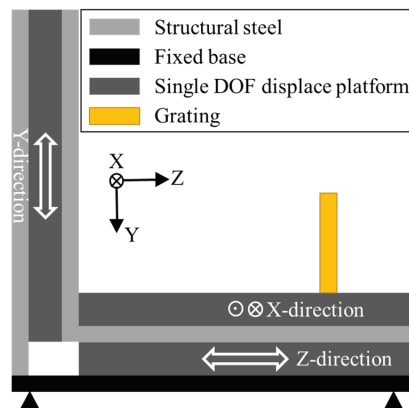 Structural steel
Fixed base
Single DOF displace platform
Grating
Y-direction
X
Z
Y
X-direction
Z-direction